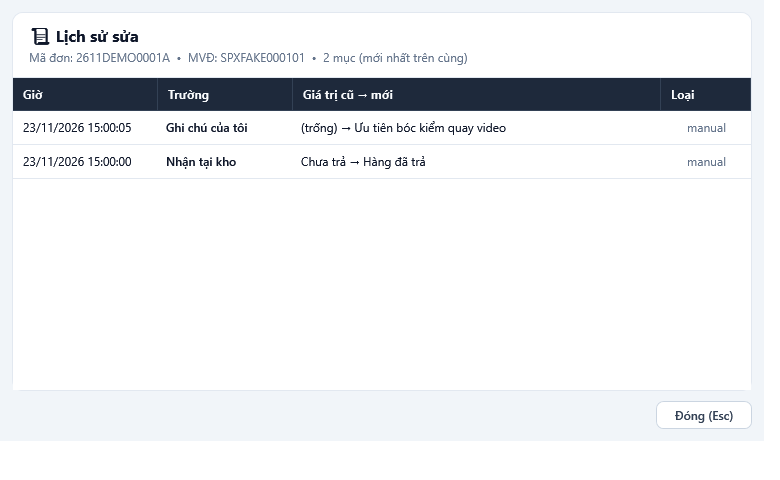 Lịch sử sửa
Mã đơn: 2611DEMO0001A • MVĐ: SPXFAKE000101 • 2 mục (mới nhất trên cùng)
Giờ Trường Giá trị cũ → mới Loại
23/11/2026 15:00:05 Ghi chú của tôi (trống) → Ưu tiên bóc kiểm quay video manual
23/11/2026 15:00:00 Nhận tại kho Chưa trả → Hàng đã trả manual
Đóng (Esc)